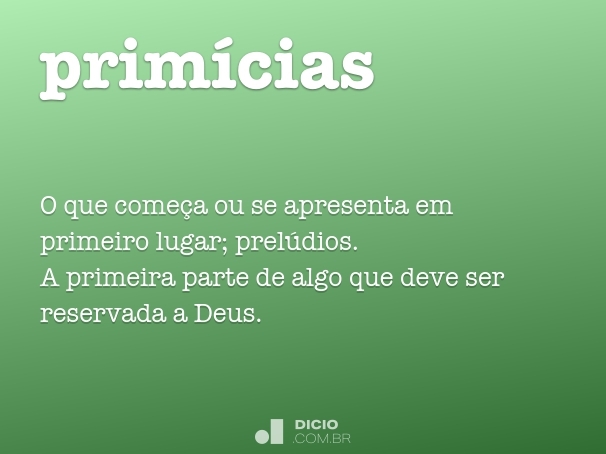 primícias
O que começa ou se apresenta em
primeiro lugar; prelúdios.
A primeira parte de algo que deve ser
reservada a Deus.
DICIO
.COM.BR